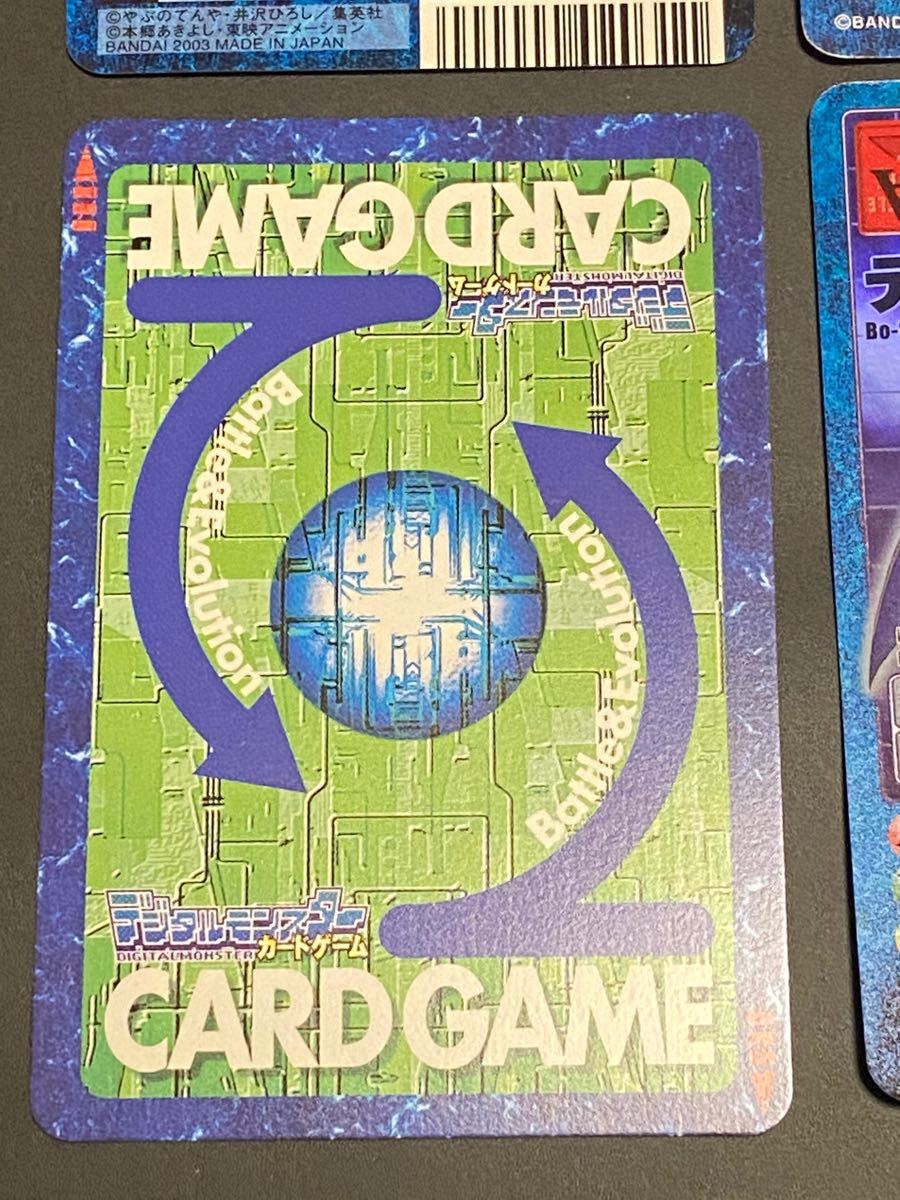 ©やぶのてんや・井沢ひろし/集英社
©本郷あきよし・東映アニメーション
BANDAI 2003 MADE IN JAPAN
©BAND
CARD GAME
デジタルモンスター
カードゲーム
DIGITALMONSTER
Battle&Evolution
Battle&Evolution
デジタルモンスター
DIGITALMONSTER カードゲーム
CARD GAME
Bo-